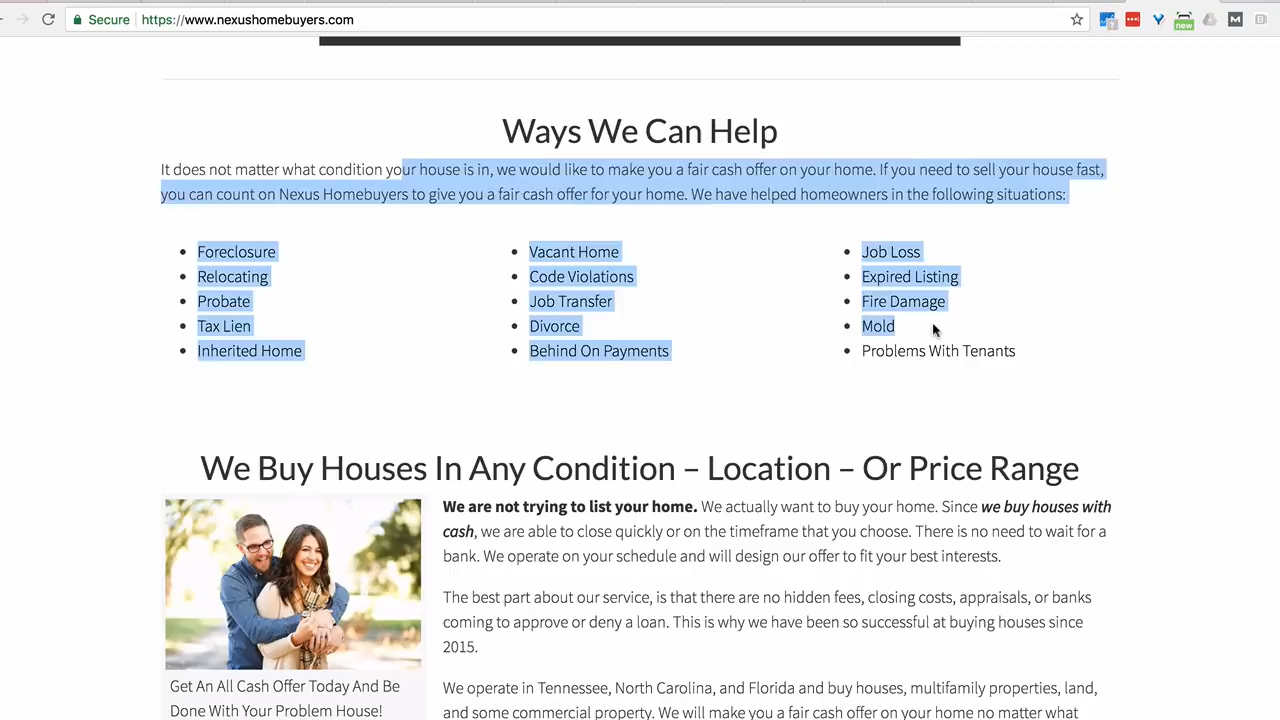 Secure https://www.nexushomebuyers.com
new
Ways We Can Help
It does not matter what condition your house is in, we would like to make you a fair cash offer on your home. If you need to sell your house fast,
you can count on Nexus Homebuyers to give you a fair cash offer for your home. We have helped homeowners in the following situations:
• Foreclosure
• Relocating
• Probate
• Tax Lien
• Inherited Home
• Vacant Home
• Code Violations
• Job Transfer
• Divorce
• Behind On Payments
• Job Loss
• Expired Listing
• Fire Damage
• Mold
• Problems With Tenants
We Buy Houses In Any Condition – Location – Or Price Range
We are not trying to list your home. We actually want to buy your home. Since we buy houses with
cash, we are able to close quickly or on the timeframe that you choose. There is no need to wait for a
bank. We operate on your schedule and will design our offer to fit your best interests.
The best part about our service, is that there are no hidden fees, closing costs, appraisals, or banks
coming to approve or deny a loan. This is why we have been so successful at buying houses since
2015.
We operate in Tennessee, North Carolina, and Florida and buy houses, multifamily properties, land,
and some commercial property. We will make you a fair cash offer on your home no matter what
Get An All Cash Offer Today And Be
Done With Your Problem House!